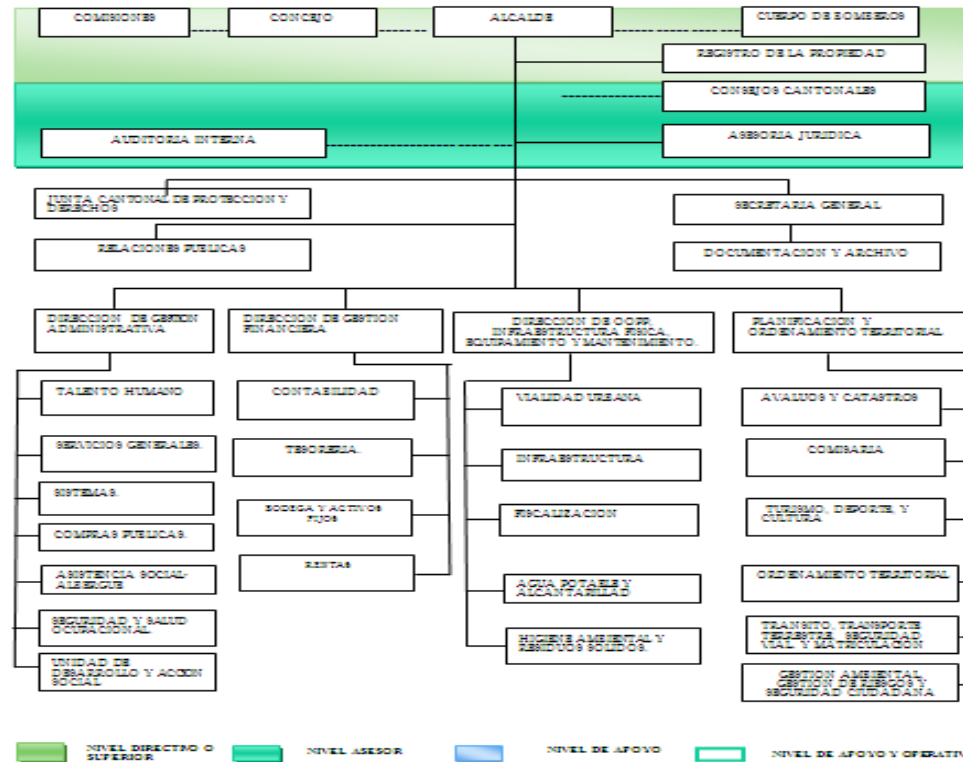 COMISIONES
CONCEJO
ALCALDE
CUERPO DE BOMBEROS
REGISTRO DE LA PROPIEDAD
CONSEJOS CANTONALES
AUDITORIA INTERNA
ASESORIA JURIDICA
JUNTA CANTONAL DE PROTECCION Y
DERECHOS
SECRETARIA GENERAL
RELACIONES PUBLICAS
DOCUMENTACION Y ARCHIVO
DIRECCION DE GESTION
ADMINISTRATIVA
DIRECCION DE GESTION
FINANCIERA
DIRECCION DE OOPP,
INFRAESTRUCTURA FISICA,
EQUIPAMIENTO Y MANTENIMIENTO.
PLANIFICACION Y
ORDENAMIENTO TERRITORIAL
TALENTO HUMANO
SERVICIOS GENERALES.
SISTEMAS.
COMPRAS PUBLICAS.
ASISTENCIA SOCIAL-
ALBERGUE
SEGURIDAD Y SALUD
OCUPACIONAL
UNIDAD DE
DESARROLLO Y ACCION
SOCIAL
CONTABILIDAD
TESORERIA.
BODEGA Y ACTIVOS
FIJOS
RENTAS
VIALIDAD URBANA
INFRAESTRUCTURA
FISCALIZACION
AGUA POTABLE Y
ALCANTARILLAD
HIGIENE AMBIENTAL Y
RESIDUOS SOLIDOS.
AVALUOS Y CATASTROS
COMISARIA
TURISMO, DEPORTE, Y
CULTURA
ORDENAMIENTO TERRITORIAL
TRANSITO, TRANSPORTE
TERRESTRE, SEGURIDAD
VIAL, Y MATRICULACION
GESTION AMBIENTAL,
GESTION DE RIESGOS Y
SEGURIDAD CIUDADANA
NIVEL DIRECTIVO O
SUPERIOR
NIVEL ASESOR
NIVEL DE APOYO
NIVEL DE APOYO Y OPERATIV